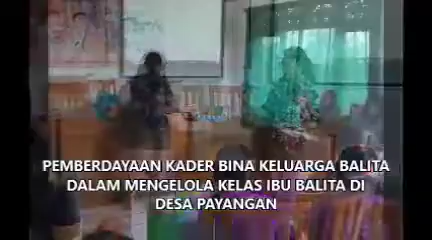 PEMBERDAYAAN KADER BINA KELUARGA BALITA
DALAM MENGELOLA KELAS IBU BALITA DI
DESA PAYANGAN